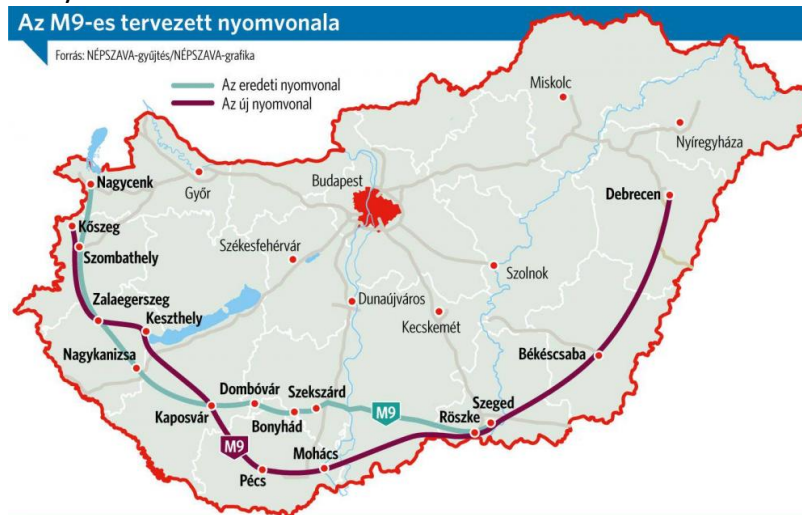 Az M9-es tervezett nyomvonala
Forrás: NÉPSZAVA-gyűjtés/NÉPSZAVA-grafika
Az eredeti nyomvonal
Az új nyomvonal
Miskolc
Nyíregyháza
Nagycenk
Győr
Budapest
Debrecen
Kőszeg
Szombathely
Székesfehérvár
Szolnok
Zalaegerszeg
Keszthely
Dunaújváros
Kecskemét
Nagykanizsa
Békéscsaba
Dombóvár
Szekszárd
Kaposvár
Bonyhád
M9
Szeged
Röszke
M9
Mohács
Pécs